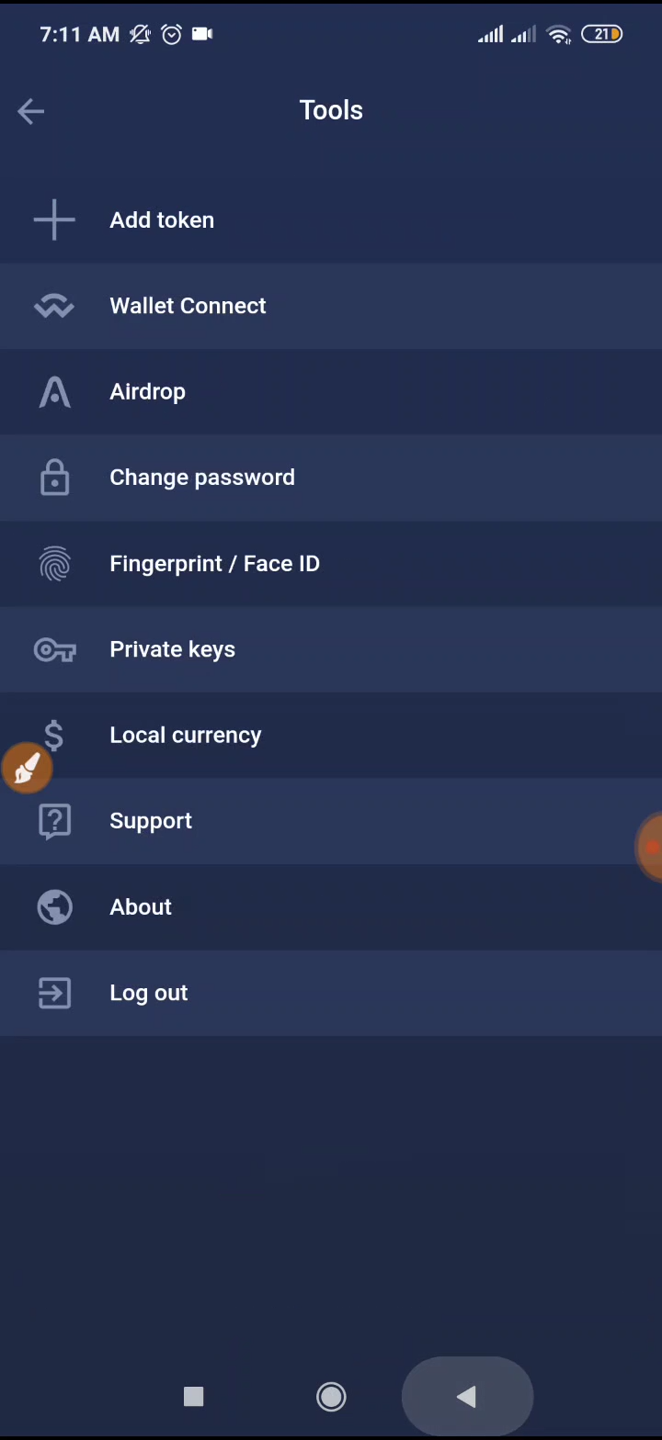 7:11 AM 21
Tools
Add token
Wallet Connect
Airdrop
Change password
Fingerprint / Face ID
Private keys
Local currency
Support
About
Log out